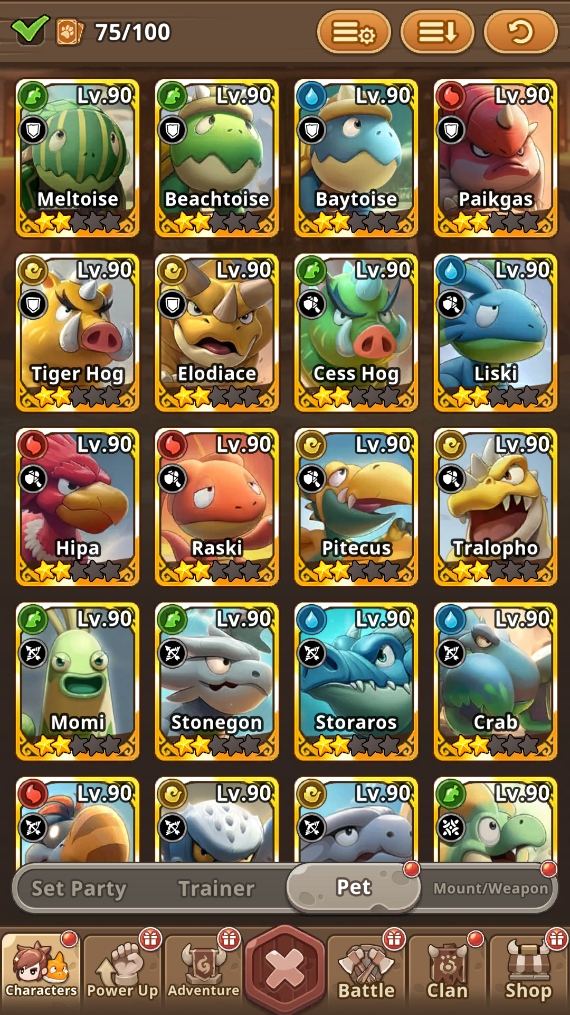 75/100
Lv.90 Lv.90 Lv.90 Lv.90
Meltoise Beachtoise Baytoise Paikgas
Lv.90 Lv.90 Lv.90 Lv.90
Tiger Hog Elodiace Cess Hog Liski
Lv.90 Lv.90 Lv.90 Lv.90
Hipa Raski Pitecus Tralopho
Lv.90 Lv.90 Lv.90 Lv.90
Momi Stonegon Storaros Crab
Lv.90 Lv.90 Lv.90 Lv.90
Set Party Trainer Pet Mount/Weapon
Characters Power Up Adventure Battle Clan Shop